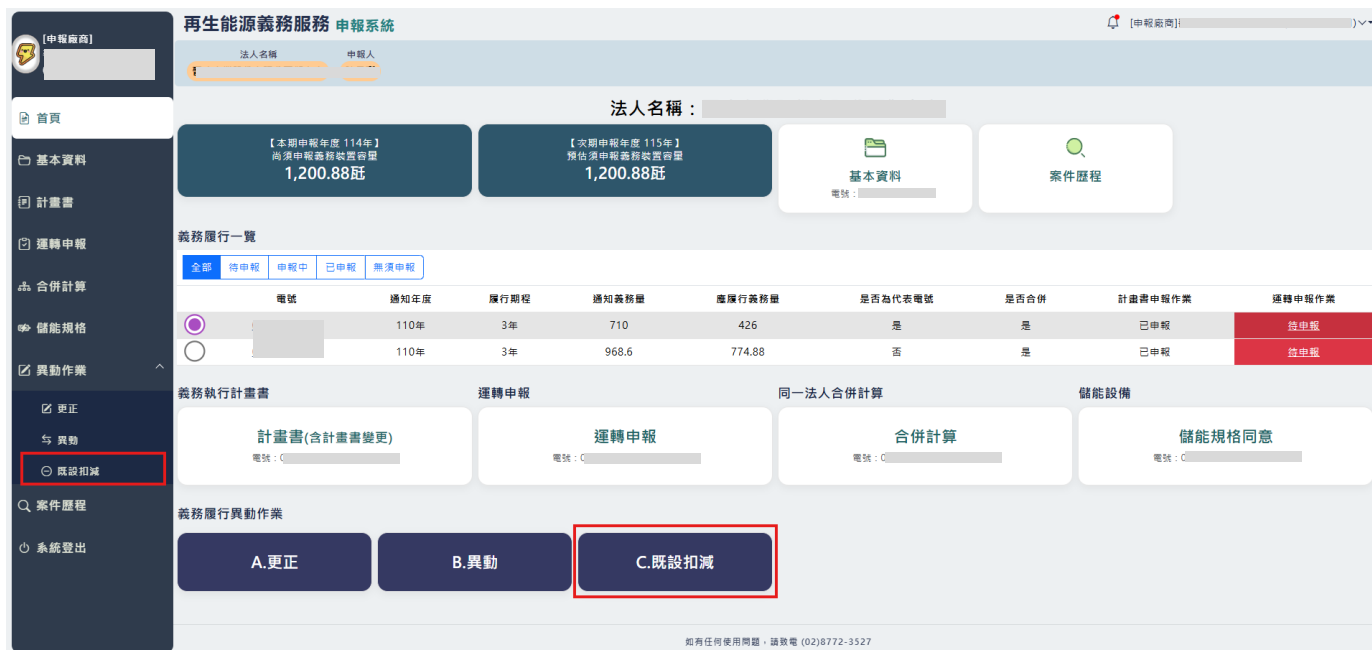 [申報廠商]
首頁
基本資料
計畫書
運轉申報
合併計算
儲能規格
異動作業
更正
異動
既設扣減
案件歷程
系統登出
再生能源義務服務 申報系統
[申報廠商]
法人名稱 申報人
法人名稱：
【本期申報年度 114年】
尚須申報義務裝置容量
1,200.88瓩
【次期申報年度 115年】
預估須申報義務裝置容量
1,200.88瓩
基本資料
電號：
案件歷程
義務履行一覽
全部 待申報 申報中 已申報 無須申報
電號 通知年度 履行期程 通知義務量 應履行義務量 是否為代表電號 是否合併 計畫書申報作業 運轉申報作業
110年 3年 710 426 是 是 已申報 待申報
110年 3年 968.6 774.88 否 是 已申報 待申報
義務執行計畫書 運轉申報 同一法人合併計算 儲能設備
計畫書(含計畫書變更) 運轉申報 合併計算 儲能規格同意
電號：0 電號：0 電號：0 電號：0
義務履行異動作業
A.更正 B.異動 C.既設扣減
如有任何使用問題，請致電 (02)8772-3527